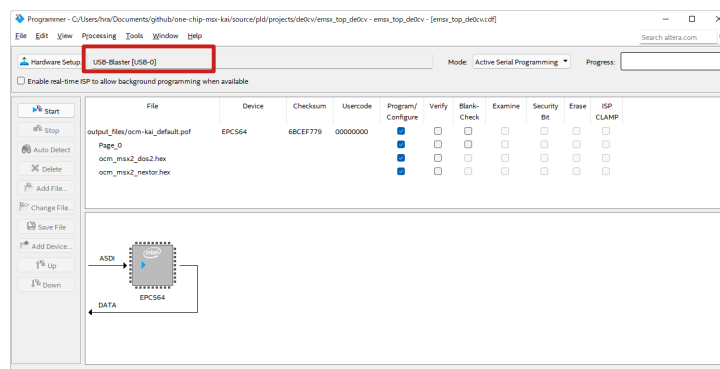 Programmer - C:/Users/hra/Documents/github/one-chip-msx-kai/source/pld/projects/de0cv/emsx_top_de0cv - emsx_top_de0cv - [emsx_top_de0cv.cdf]
File Edit View Processing Tools Window Help
Search altera.com
Hardware Setup. USB-Blaster [USB-0] Mode: Active Serial Programming Progress:
Enable real-time ISP to allow background programming when available
Start
Stop
Auto Detect
Delete
Add File...
Change File...
Save File
Add Device...
Up
Down
File Device Checksum Usercode Program/ Verify Blank- Examine Security Erase ISP
Configure Check Bit CLAMP
output_files/ocm-kai_default.pof EPCS64 6BCEF779 00000000
Page_0
ocm_msx2_dos2.hex
ocm_msx2_nextor.hex
intel
ASDI
EPCS64
DATA